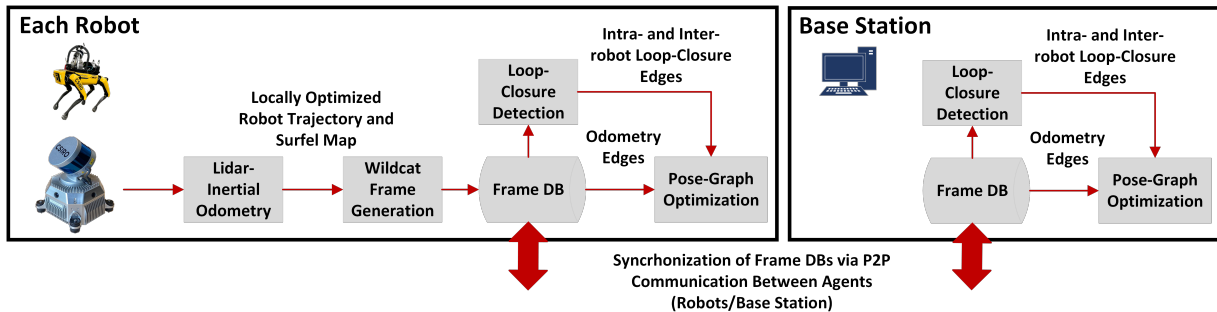 Each Robot
Intra- and Inter-
robot Loop-Closure
Edges
Loop-
Closure
Detection
Locally Optimized
Robot Trajectory and
Surfel Map
Odometry
Edges
CSIRO
Lidar-
Inertial
Odometry
Wildcat
Frame
Generation
Frame DB
Pose-Graph
Optimization
Base Station
Intra- and Inter-
robot Loop-Closure
Edges
Loop-
Closure
Detection
Odometry
Edges
Frame DB
Pose-Graph
Optimization
Syncrhonization of Frame DBs via P2P
Communication Between Agents
(Robots/Base Station)